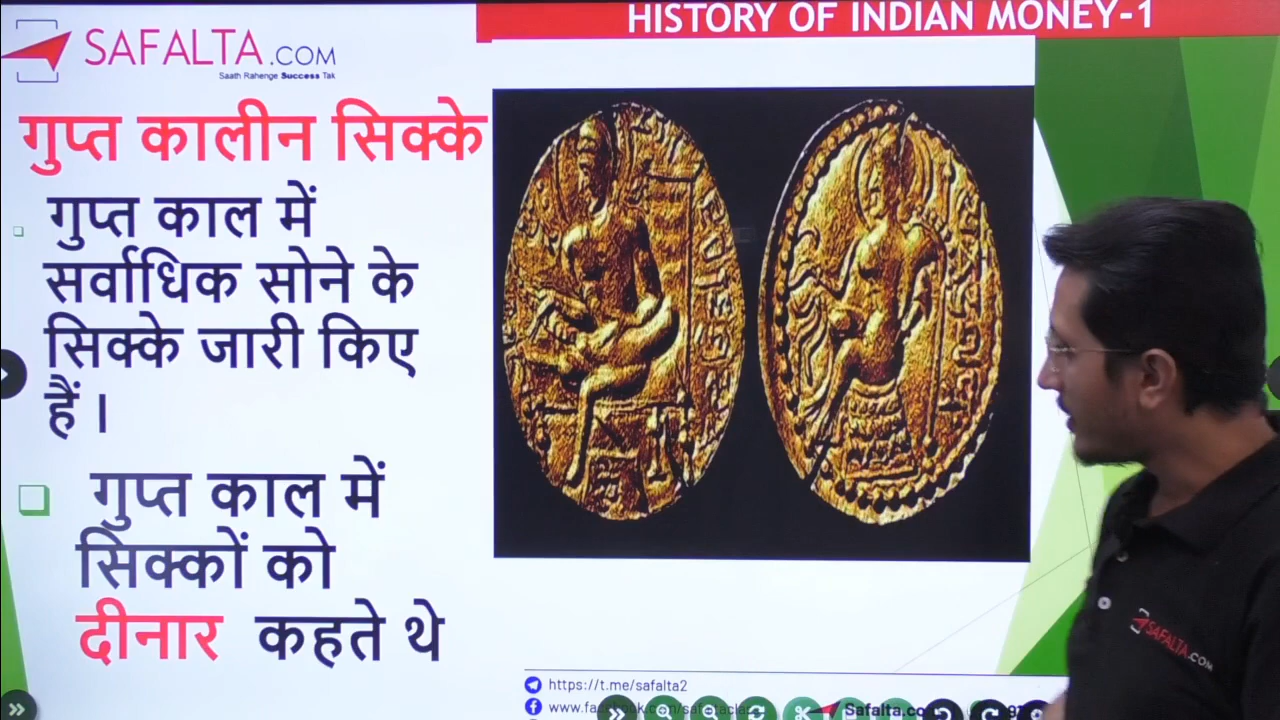 HISTORY OF INDIAN MONEY-1
SAFALTA.COM
Saath Rahenge Success Tak
गुप्त कालीन सिक्के
गुप्त काल में
सर्वाधिक सोने के
सिक्के जारी किए
हैं ।
गुप्त काल में
सिक्कों को
दीनार कहते थे
SAFALTA.COM
https://t.me/safalta2